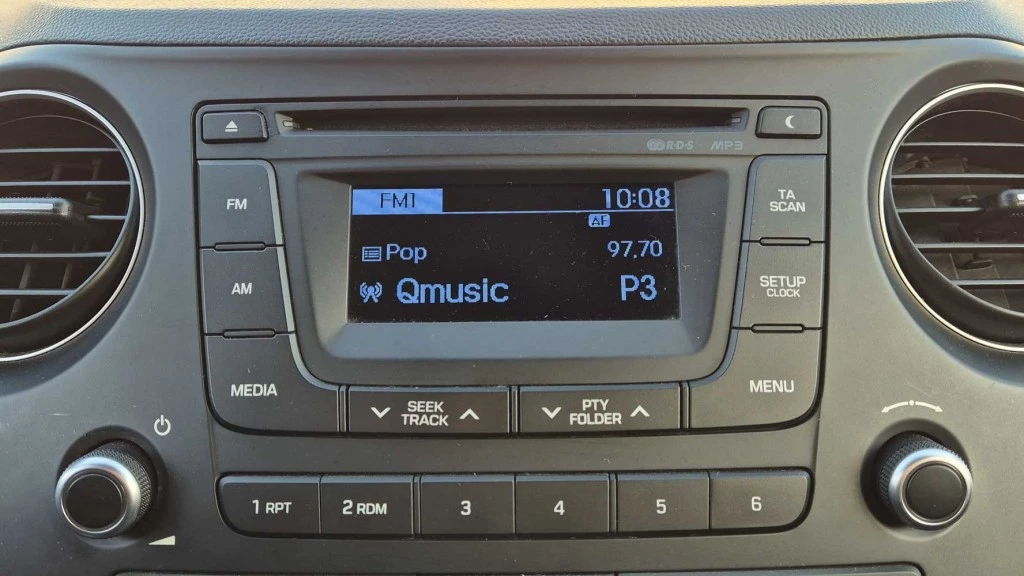 R·D·S MP3
FM
AM
MEDIA
FM1 10:08
AF
Pop 97.70
Qmusic P3
TA
SCAN
SETUP
CLOCK
MENU
SEEK
TRACK
PTY
FOLDER
1 RPT
2 RDM
3
4
5
6